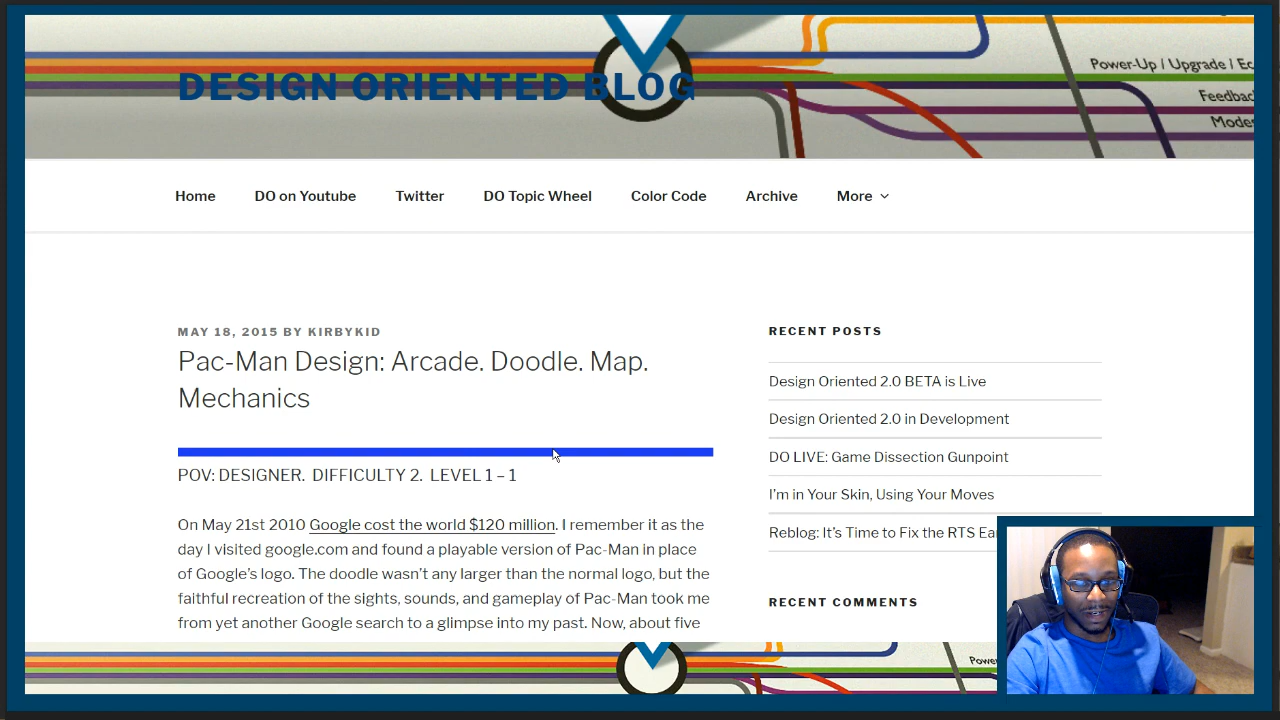 DESIGN ORIENTED BLOG
Power-Up / Upgrade / Ec
Feedbac
Modes
Home DO on Youtube Twitter DO Topic Wheel Color Code Archive More
MAY 18, 2015 BY KIRBYKID
Pac-Man Design: Arcade. Doodle. Map.
Mechanics
POV: DESIGNER. DIFFICULTY 2. LEVEL 1 – 1
On May 21st 2010 Google cost the world $120 million. I remember it as the
day I visited google.com and found a playable version of Pac-Man in place
of Google's logo. The doodle wasn't any larger than the normal logo, but the
faithful recreation of the sights, sounds, and gameplay of Pac-Man took me
from yet another Google search to a glimpse into my past. Now, about five
RECENT POSTS
Design Oriented 2.0 BETA is Live
Design Oriented 2.0 in Development
DO LIVE: Game Dissection Gunpoint
I'm in Your Skin, Using Your Moves
Reblog: It's Time to Fix the RTS Ea
RECENT COMMENTS
Powe